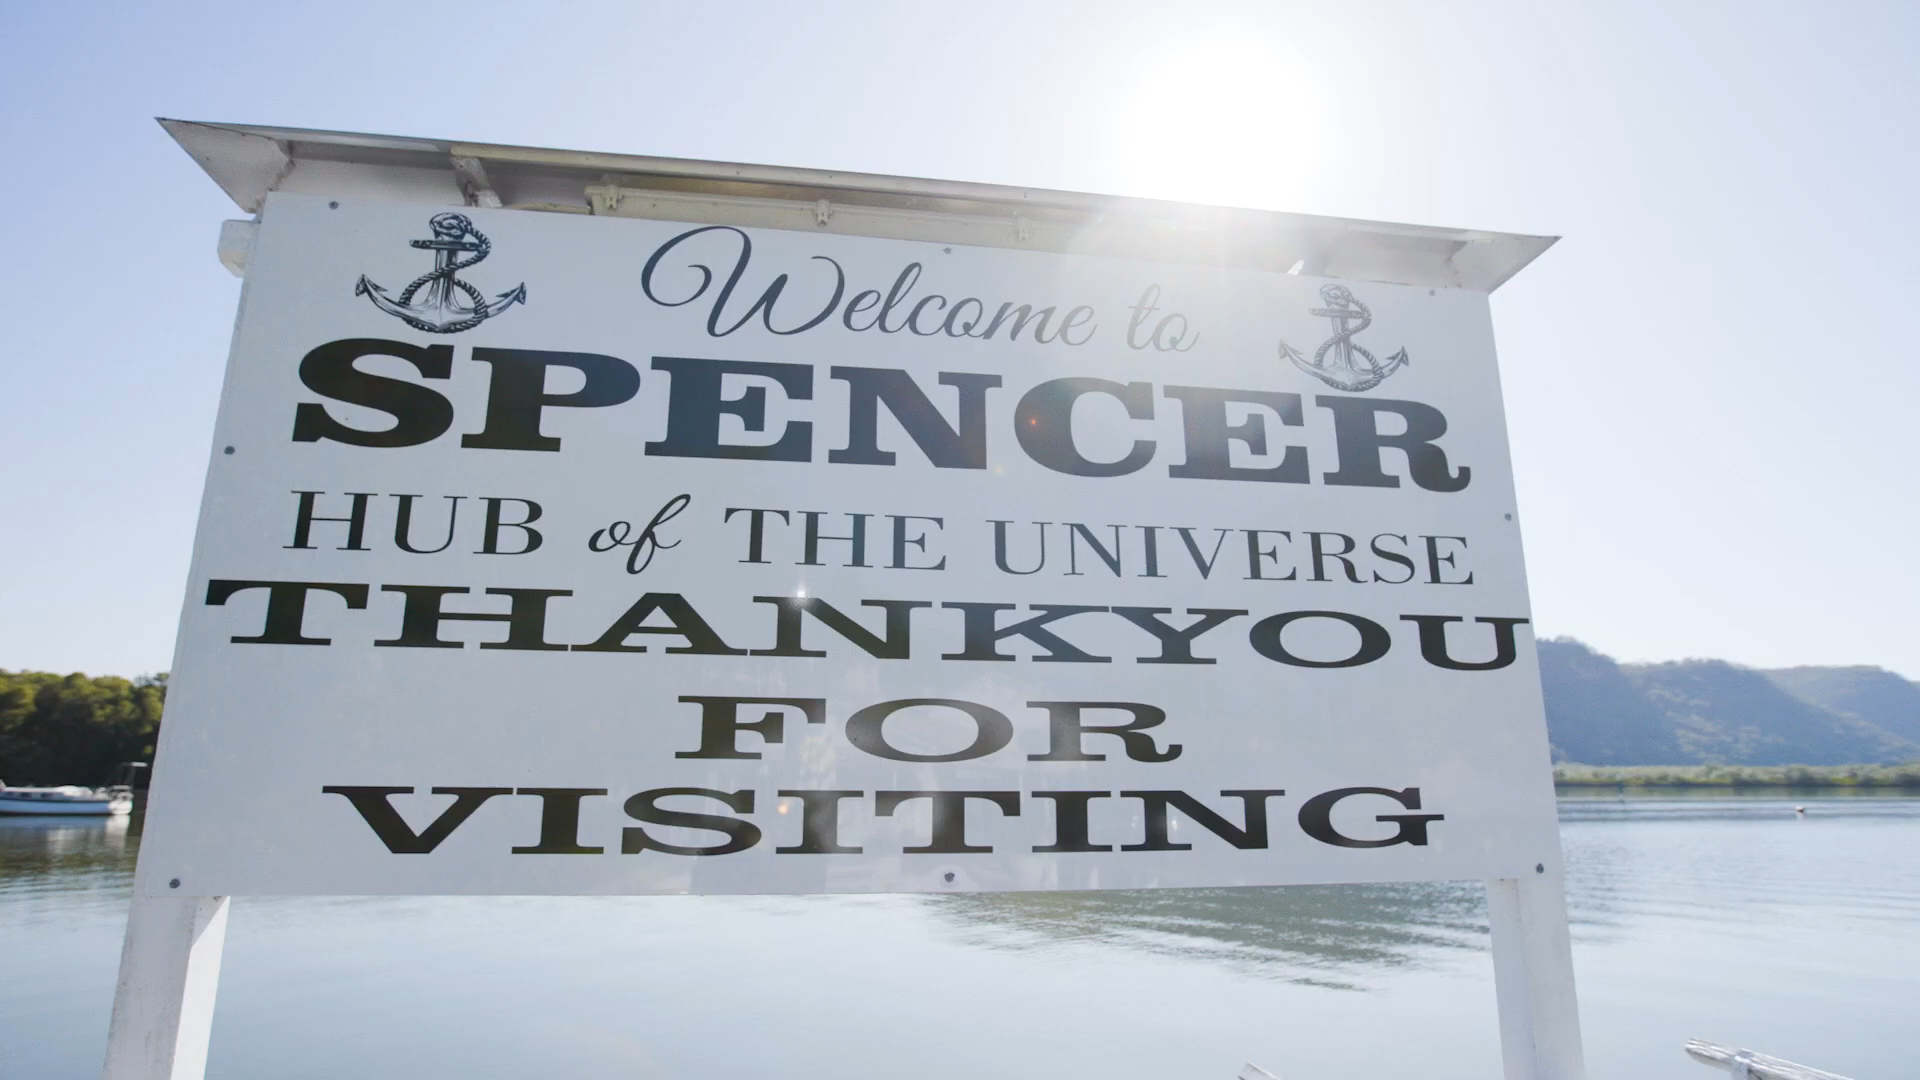 Welcome to
SPENCER
HUB of THE UNIVERSE
THANKYOU
FOR
VISITING